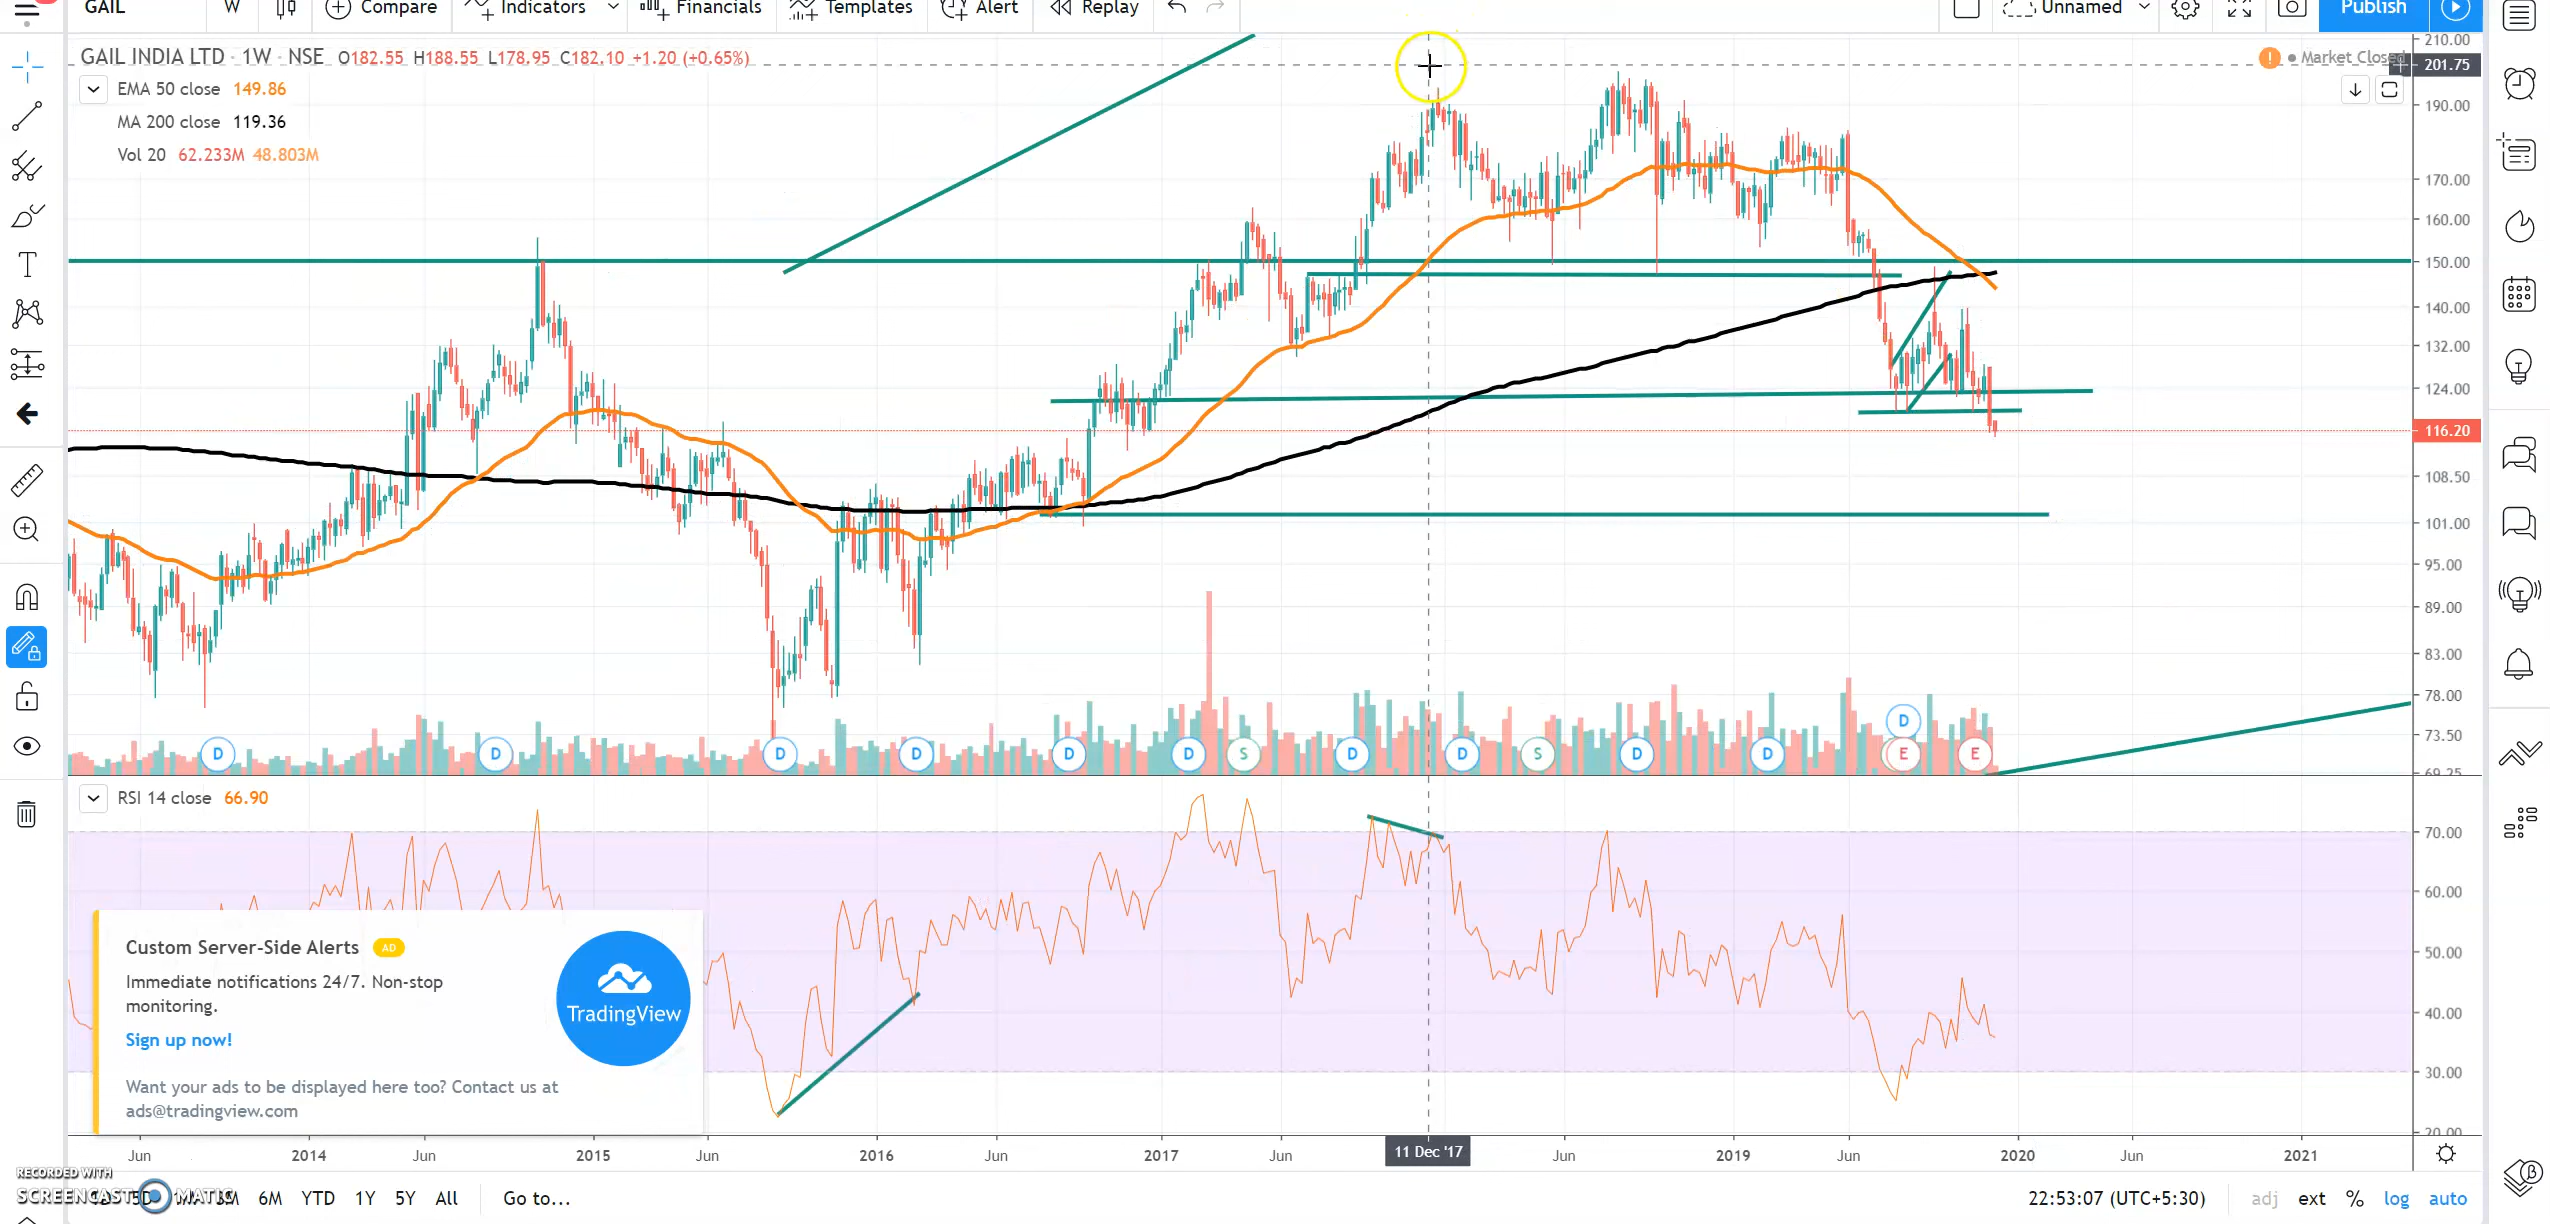 GAIL W Compare Indicators Financials Templates Alert Replay Unnamed Publish
GAIL INDIA LTD · 1W · NSE O182.55 H188.55 L178.95 C182.10 +1.20 (+0.65%)
Market Closed
EMA 50 close 149.86
MA 200 close 119.36
Vol 20 62.233M 48.803M
210.00
201.75
190.00
170.00
160.00
150.00
140.00
132.00
124.00
116.20
108.50
101.00
95.00
89.00
83.00
78.00
73.50
69.25
D D D D D D S D D S D D D E E
RSI 14 close 66.90
70.00
60.00
50.00
40.00
30.00
20.00
Custom Server-Side Alerts AD
Immediate notifications 24/7. Non-stop
monitoring.
Sign up now!
TradingView
Want your ads to be displayed here too? Contact us at
ads@tradingview.com
Jun 2014 Jun 2015 Jun 2016 Jun 2017 Jun 11 Dec '17 Jun 2019 Jun 2020 Jun 2021
RECORDED WITH
SCREENCAST MATIC
6M YTD 1Y 5Y All Go to...
22:53:07 (UTC+5:30) adj ext % log auto